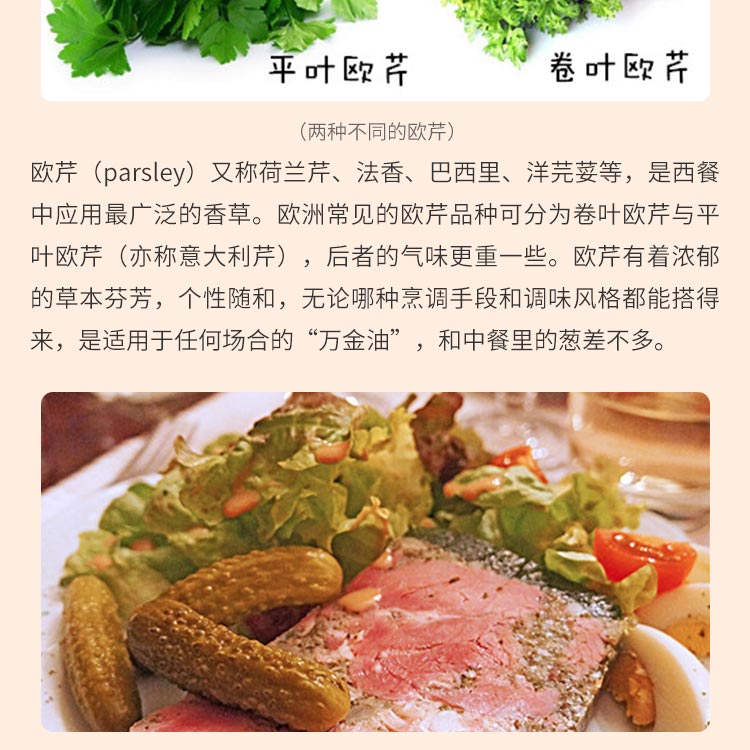 平叶欧芹
卷叶欧芹
（两种不同的欧芹）
欧芹（parsley）又称荷兰芹、法香、巴西里、洋芫荽等，是西餐
中应用最广泛的香草。欧洲常见的欧芹品种可分为卷叶欧芹与平
叶欧芹（亦称意大利芹），后者的气味更重一些。欧芹有着浓郁
的草本芬芳，个性随和，无论哪种烹调手段和调味风格都能搭得
来，是适用于任何场合的“万金油”，和中餐里的葱差不多。